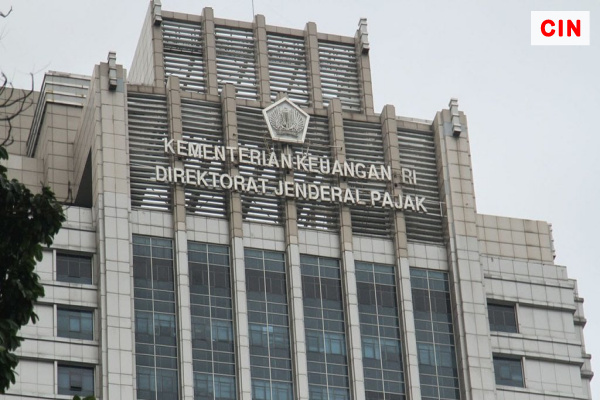 CIN
KEMENTERIAN KEUANGAN RI
DIREKTORAT JENDERAL PAJAK